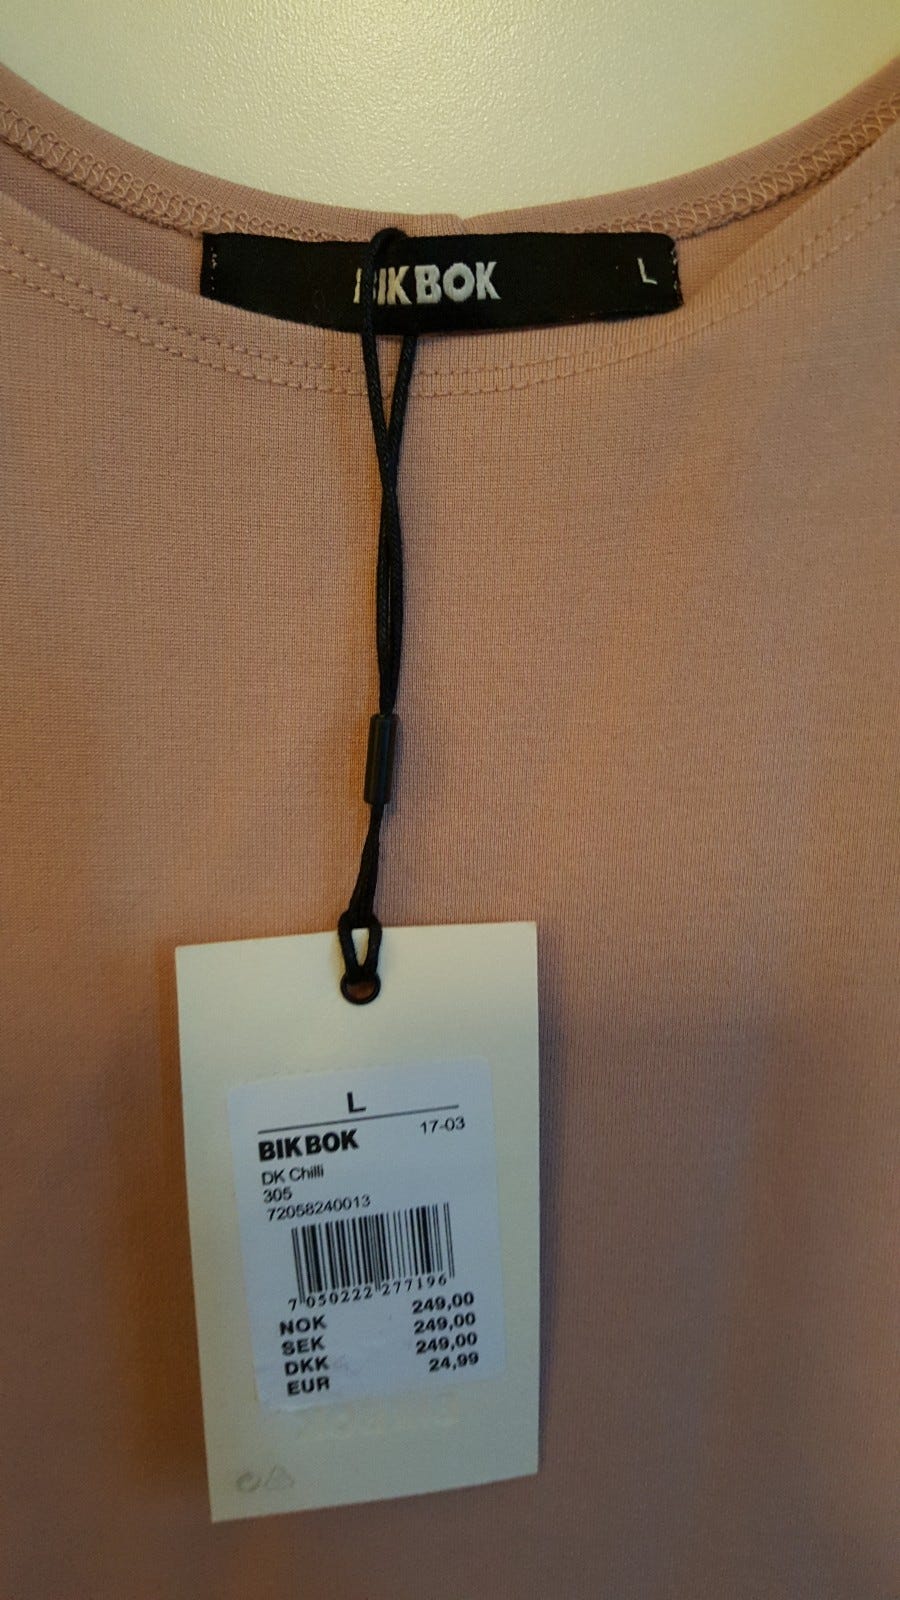 BIKBOK L
L
BIKBOK 17-03
DK Chilli
305
72058240013
7 050222 277196
NOK 249,00
SEK 249,00
DKK 249,00
EUR 24,99